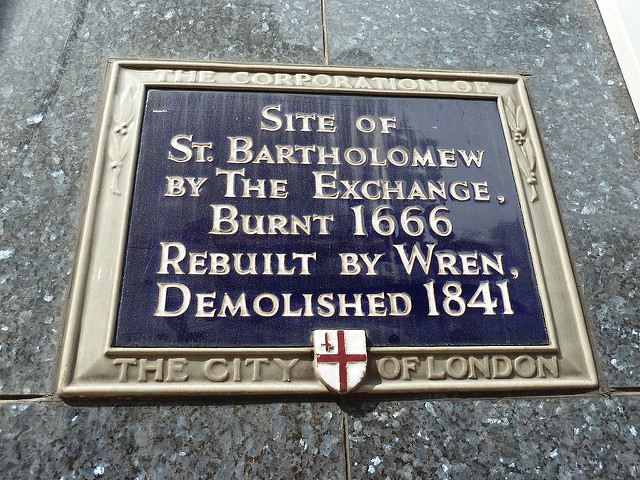 THE CORPORATION OF
SITE OF
ST. BARTHOLOMEW
BY THE EXCHANGE,
BURNT 1666
REBUILT BY WREN,
DEMOLISHED 1841
THE CITY OF LONDON